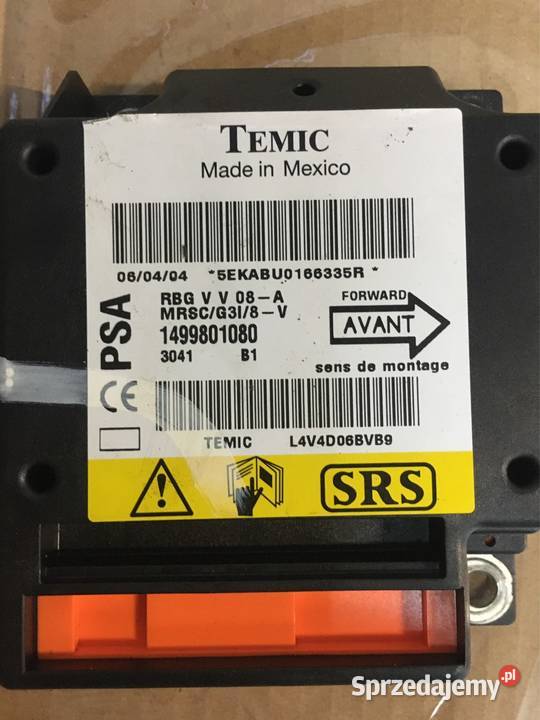 TEMIC
Made in Mexico
06/04/04 *5EKABU0166335R *
PSA
RBG V V 08-A
MRSC/G3I/8-V
1499801080
3041 B1
FORWARD
AVANT
sens de montage
CE
TEMIC L4V4D06BVB9
SRS
Sprzedajemy.pl